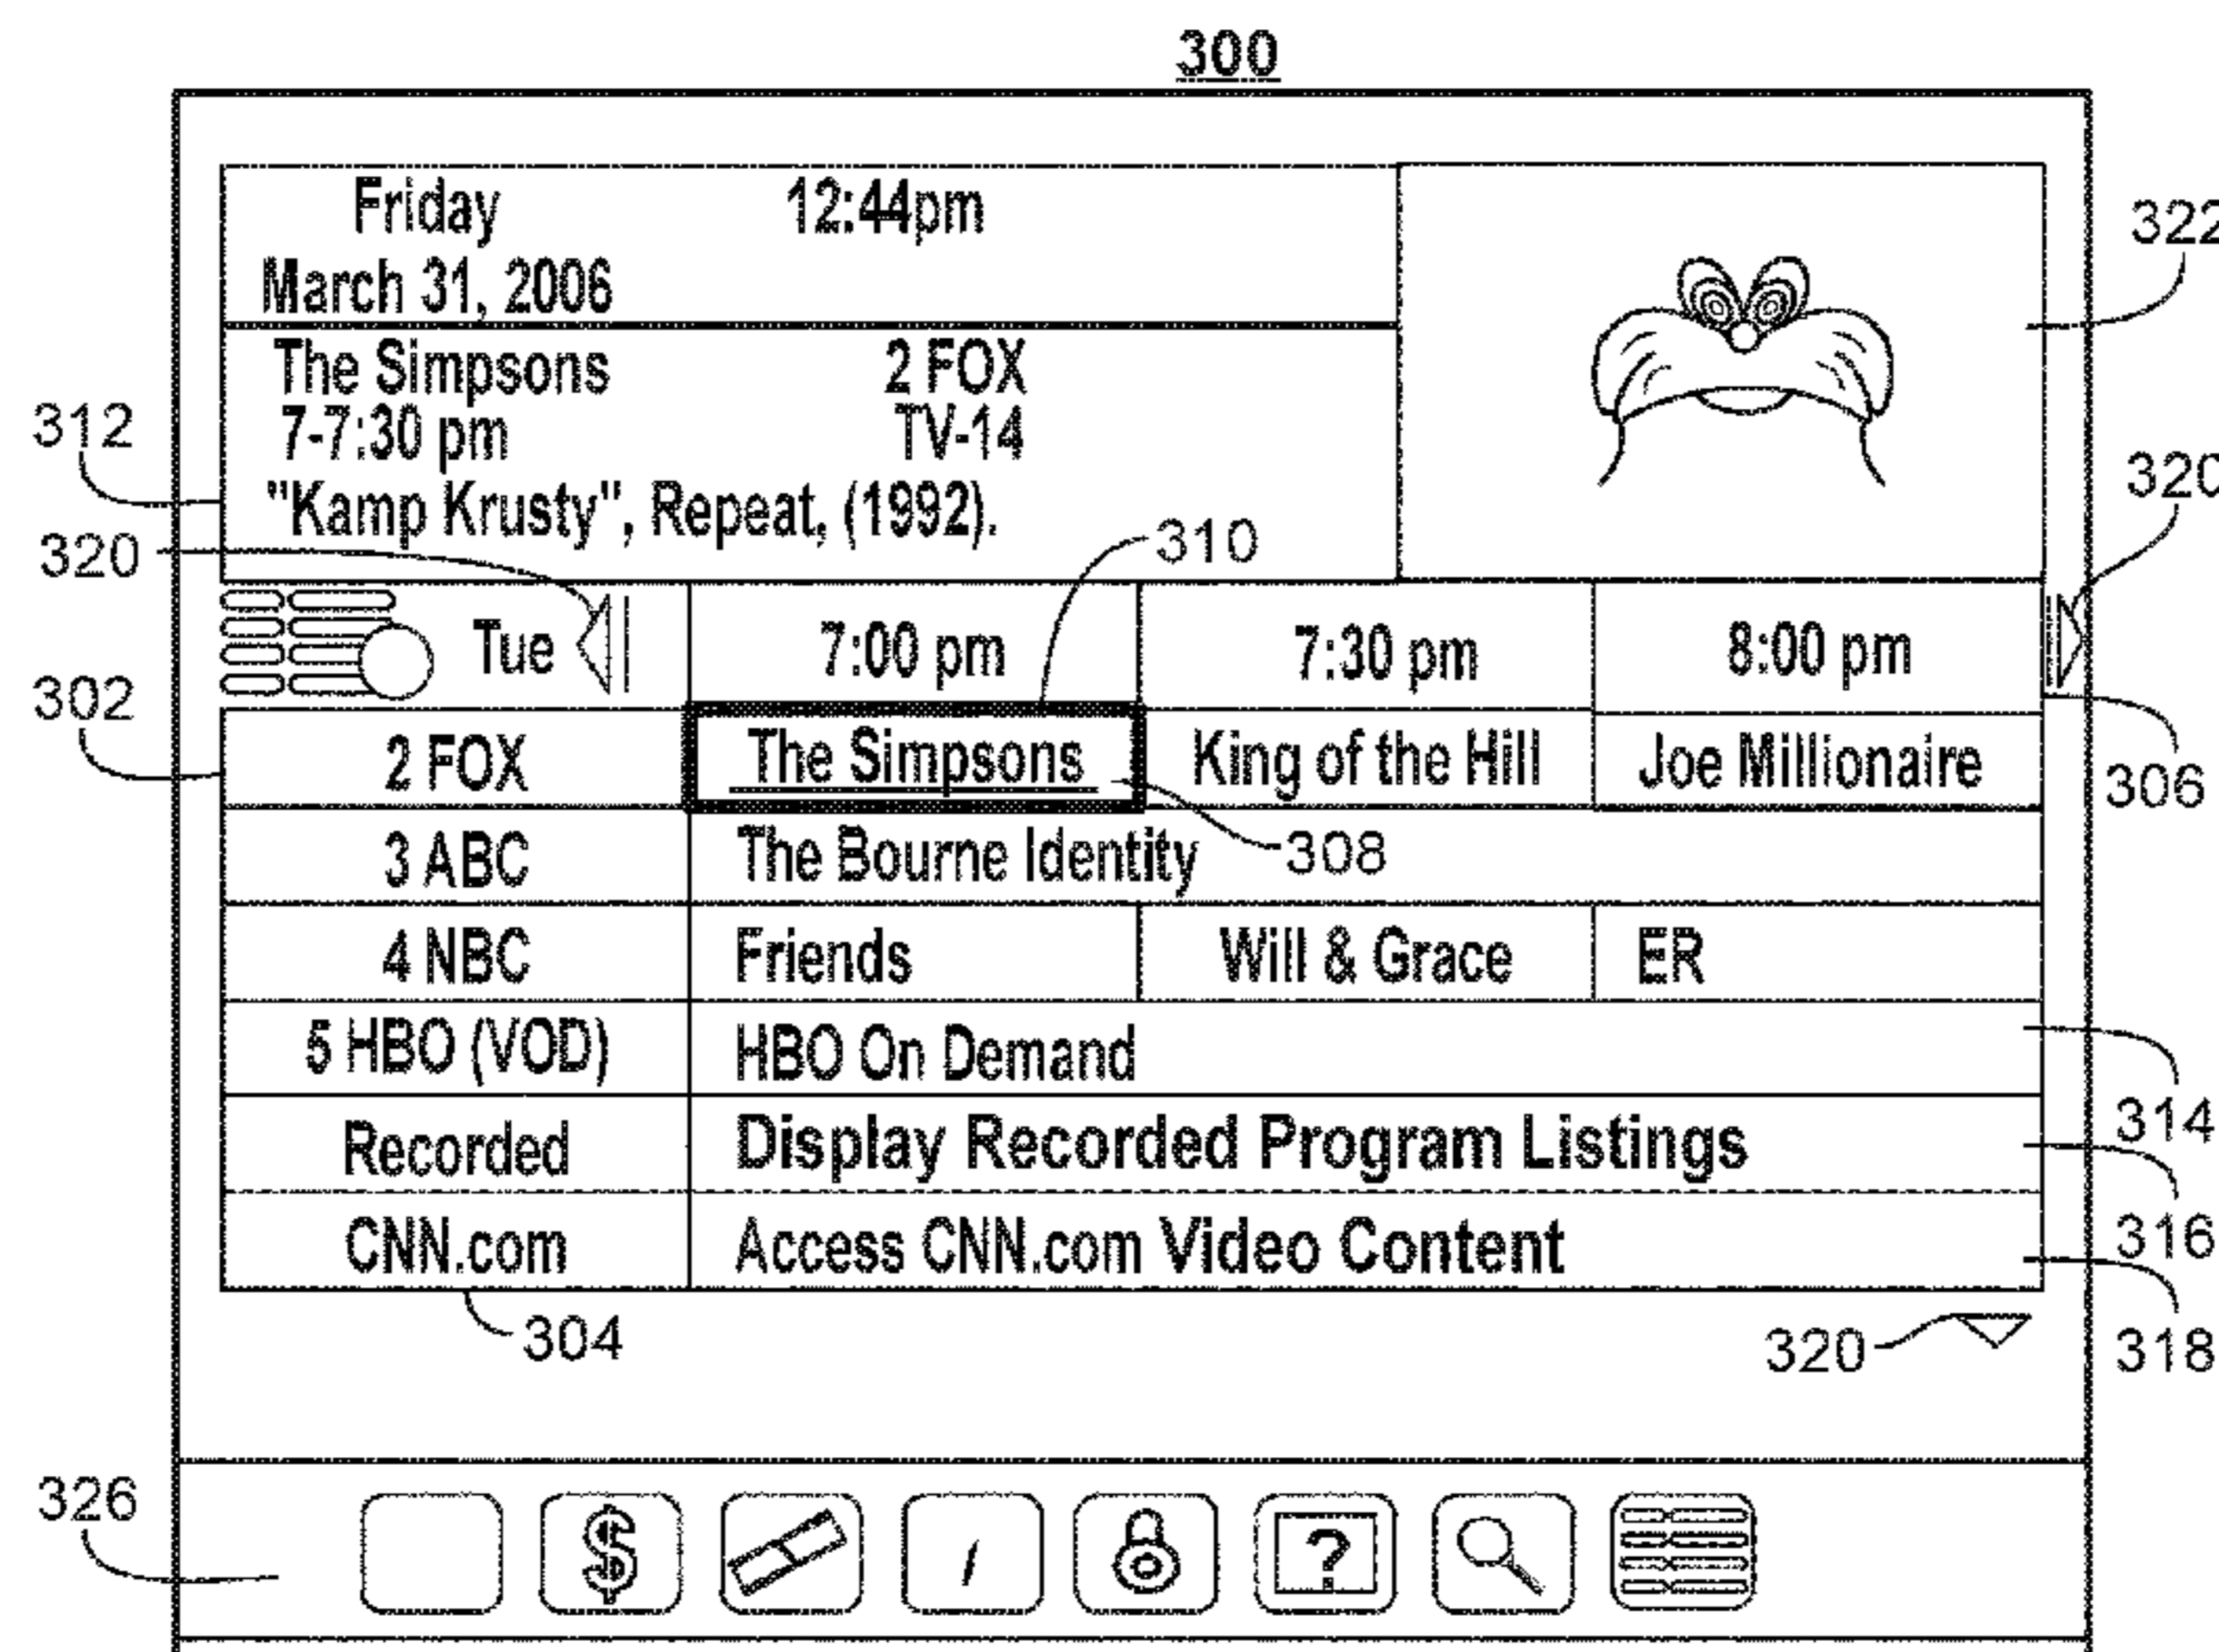 300
Friday 12:44pm
March 31, 2006
322
The Simpsons 2 FOX
312
7-7:30 pm TV-14
320
"Kamp Krusty", Repeat, (1992).
310
320
Tue 7:00 pm 7:30 pm 8:00 pm
302
2 FOX The Simpsons King of the Hill Joe Millionaire
306
3 ABC The Bourne Identity 308
4 NBC Friends Will & Grace ER
5 HBO (VOD) HBO On Demand
314
Recorded Display Recorded Program Listings
316
CNN.com Access CNN.com Video Content
304 320 318
326
$ i ?